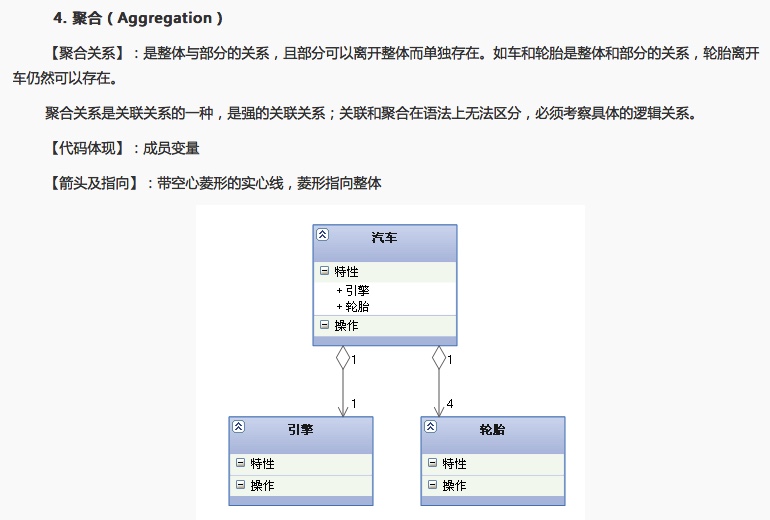 4. 聚合（Aggregation）
【聚合关系】：是整体与部分的关系，且部分可以离开整体而单独存在。如车和轮胎是整体和部分的关系，轮胎离开
车仍然可以存在。
聚合关系是关联关系的一种，是强的关联关系；关联和聚合在语法上无法区分，必须考察具体的逻辑关系。
【代码体现】：成员变量
【箭头及指向】：带空心菱形的实心线，菱形指向整体
汽车
特性
+ 引擎
+ 轮胎
操作
1
1
1
4
引擎
特性
操作
轮胎
特性
操作